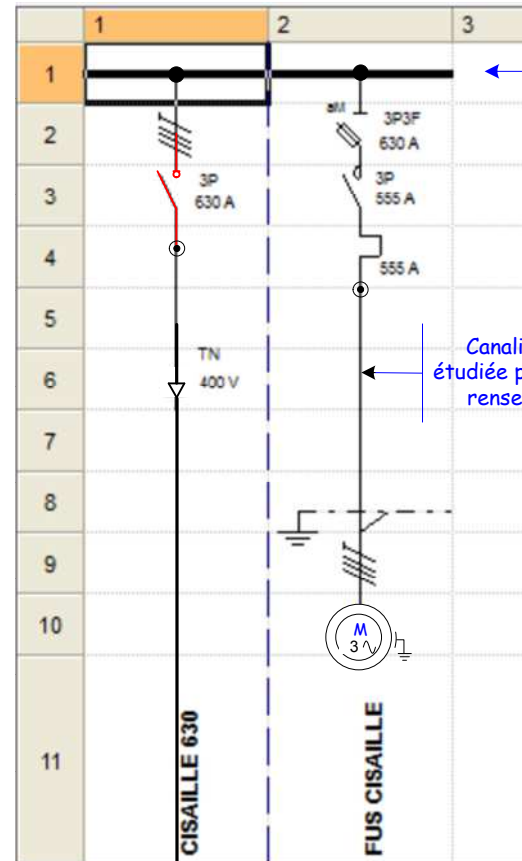 1 2 3
1
2
aM 3P3F
630 A
3
3P
630 A
3P
555 A
4
555 A
5
6
TN
400 V
Canali
étudiée p
rense
7
8
9
10
M
3
11
CISAILLE 630
FUS CISAILLE